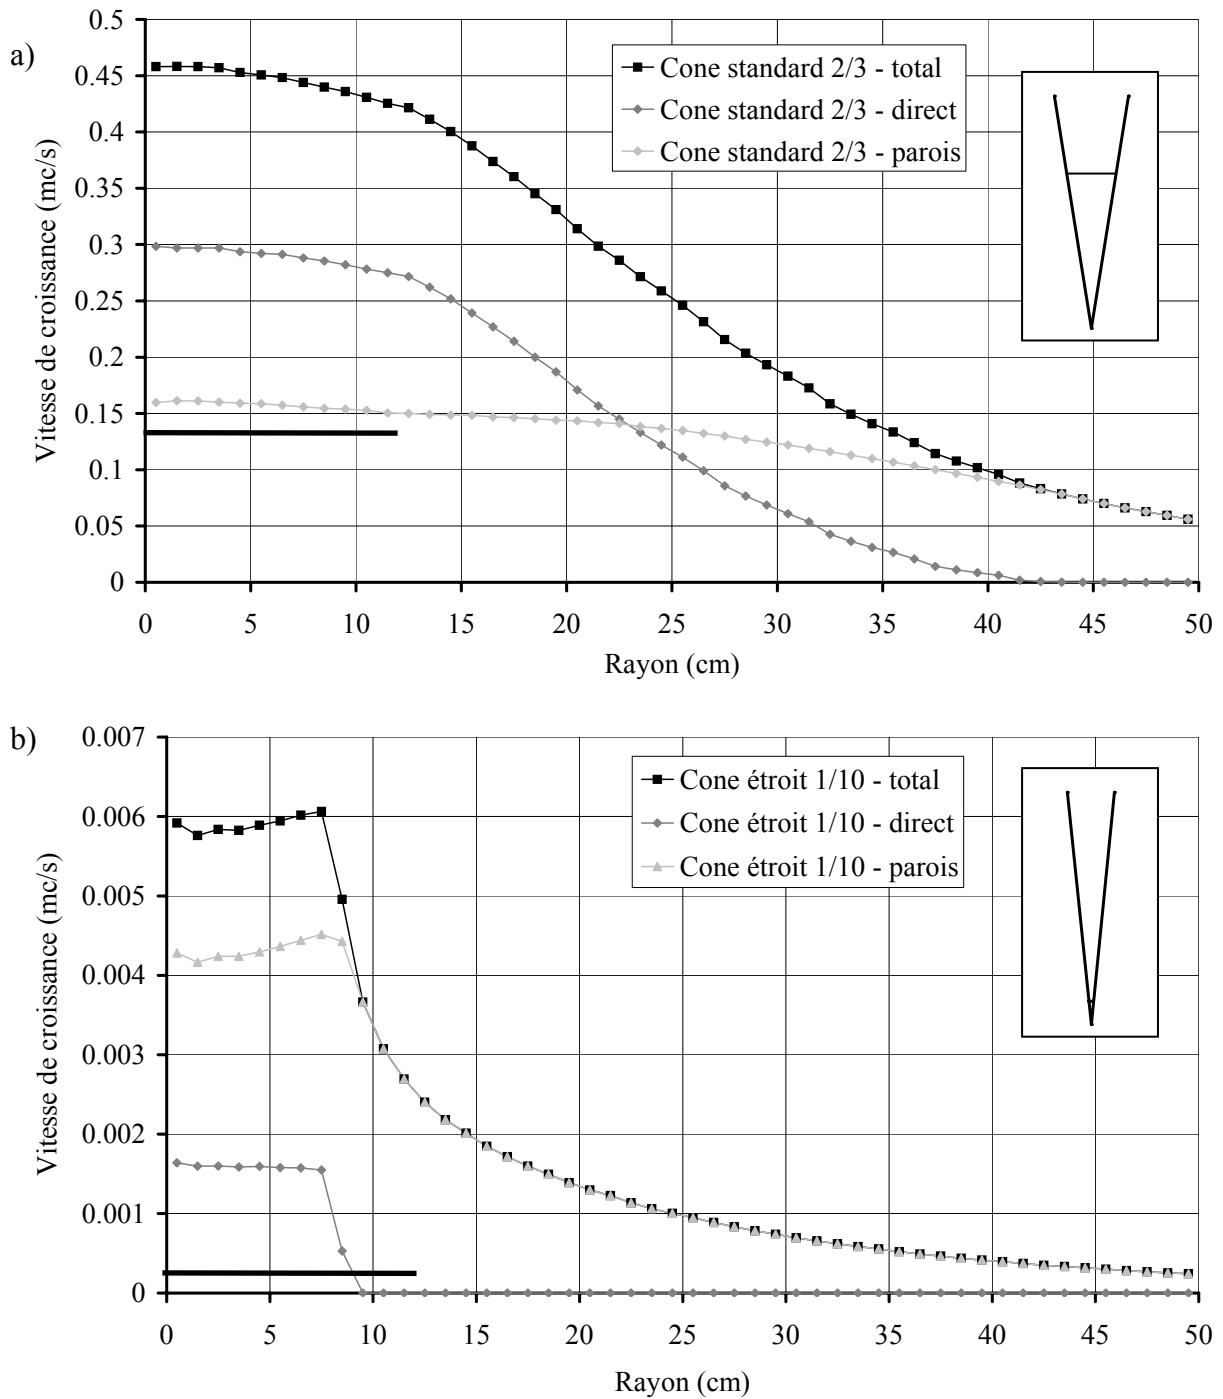 a)
0.5
0.45
0.4
0.35
0.3
0.25
0.2
0.15
0.1
0.05
0
Vitesse de croissance (mc/s)
Cone standard 2/3 - total
Cone standard 2/3 - direct
Cone standard 2/3 - parois
0 5 10 15 20 25 30 35 40 45 50
Rayon (cm)
b)
0.007
0.006
0.005
0.004
0.003
0.002
0.001
0
Vitesse de croissance (mc/s)
Cone étroit 1/10 - total
Cone étroit 1/10 - direct
Cone étroit 1/10 - parois
0 5 10 15 20 25 30 35 40 45 50
Rayon (cm)